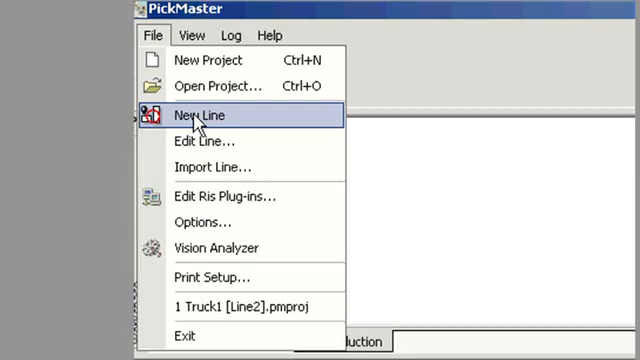 PickMaster
File View Log Help
New Project Ctrl+N
Open Project... Ctrl+O
New Line
Edit Line...
Import Line...
Edit Ris Plug-ins...
Options...
Vision Analyzer
Print Setup...
1 Truck1 [Line2].pmproj
Exit